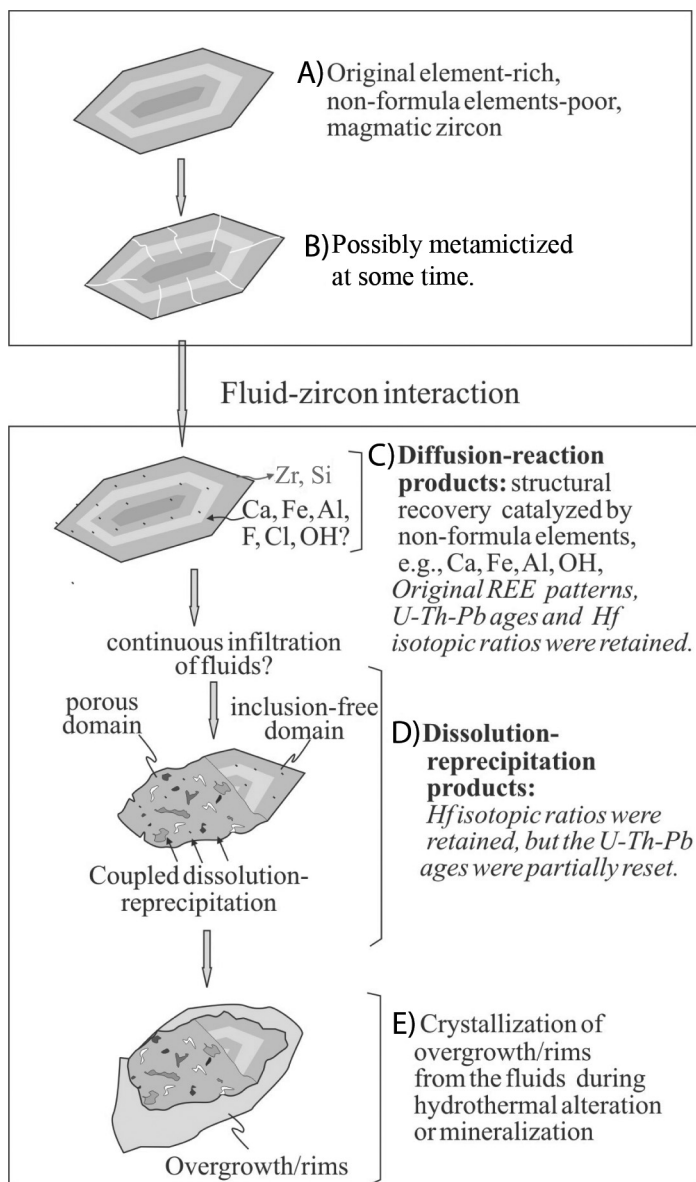 A) Original element-rich,
non-formula elements-poor,
magmatic zircon
B) Possibly metamictized
at some time.
Fluid-zircon interaction
Zr, Si
Ca, Fe, Al,
F, Cl, OH?
C) Diffusion-reaction
products: structural
recovery catalyzed by
non-formula elements,
e.g., Ca, Fe, Al, OH,
Original REE patterns,
U-Th-Pb ages and Hf
isotopic ratios were retained.
continuous infiltration
of fluids?
porous
domain
inclusion-free
domain
Coupled dissolution-
reprecipitation
D) Dissolution-
reprecipitation
products:
Hf isotopic ratios were
retained, but the U-Th-Pb
ages were partially reset.
E) Crystallization of
overgrowth/rims
from the fluids during
hydrothermal alteration
or mineralization
Overgrowth/rims